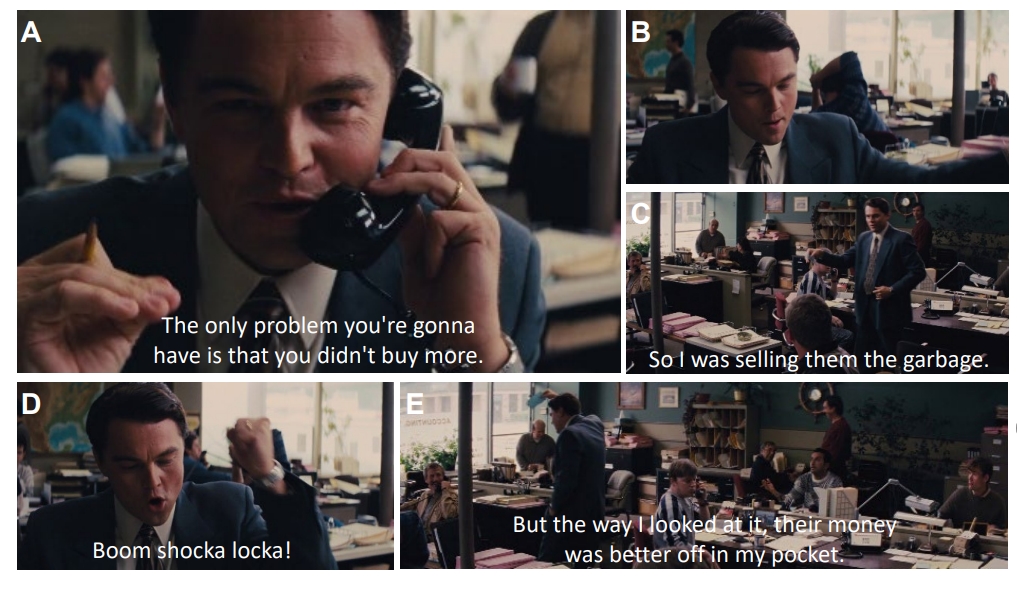 A
The only problem you're gonna
have is that you didn't buy more.
B
C
So I was selling them the garbage.
D
Boom shocka locka!
E
But the way I looked at it, their money
was better off in my pocket.